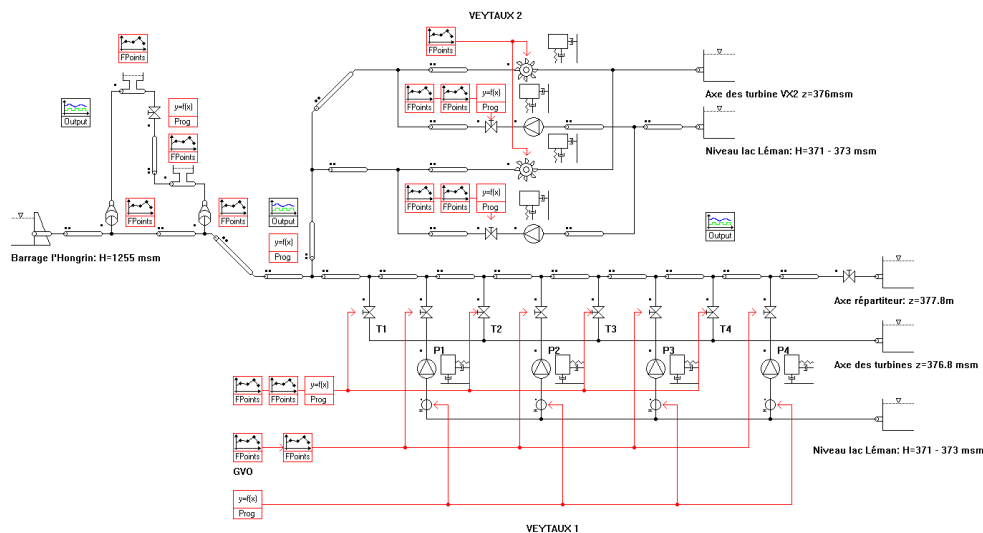 VEYTAUX 2
FPoints
FPoints
Output
y=f(x)
Prog
FPoints
FPoints
FPoints
y=f(x)
Prog
Axe des turbine VX2 z=376msm
Niveau lac Léman: H=371 - 373 msm
FPoints
FPoints
y=f(x)
Prog
FPoints
FPoints
Output
Output
y=f(x)
Prog
Barrage l'Hongrin: H=1255 msm
Axe répartiteur: z=377.8m
T1
T2
T3
T4
P1
P2
P3
P4
Axe des turbines z=376.8 msm
FPoints
FPoints
y=f(x)
Prog
FPoints
FPoints
GVO
Niveau lac Léman: H=371 - 373 msm
y=f(x)
Prog
VEYTAUX 1